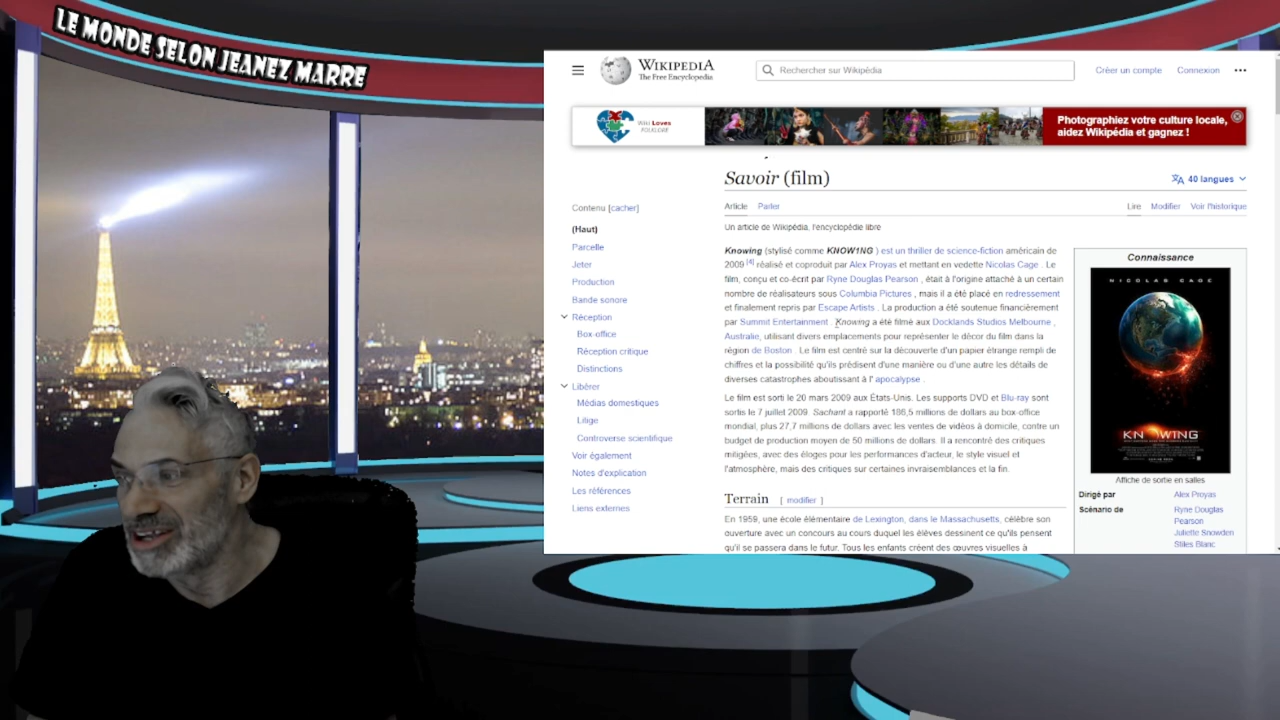 LE MONDE SELON JEANEZ MARRE
WIKIPEDIA
The Free Encyclopedia
Rechercher sur Wikipédia
Créer un compte
Connexion
Wiki Loves
FOLKLORE
Photographiez votre culture locale,
aidez Wikipédia et gagnez !
Savoir (film)
40 langues
Contenu [cacher]
(Haut)
Parcelle
Jeter
Production
Bande sonore
Réception
Box-office
Réception critique
Distinctions
Libérer
Médias domestiques
Litige
Controverse scientifique
Voir également
Notes d'explication
Les références
Liens externes
Article Parler
Lire Modifier Voir l'historique
Un article de Wikipédia, l'encyclopédie libre
Knowing (stylisé comme KNOW1NG ) est un thriller de science-fiction américain de
2009 [4] réalisé et coproduit par Alex Proyas et mettant en vedette Nicolas Cage . Le
film, conçu et co-écrit par Ryne Douglas Pearson , était à l'origine attaché à un certain
nombre de réalisateurs sous Columbia Pictures , mais il a été placé en redressement
et finalement repris par Escape Artists . La production a été soutenue financièrement
par Summit Entertainment . Knowing a été filmé aux Docklands Studios Melbourne ,
Australie, utilisant divers emplacements pour représenter le décor du film dans la
région de Boston . Le film est centré sur la découverte d'un papier étrange rempli de
chiffres et la possibilité qu'ils prédisent d'une manière ou d'une autre les détails de
diverses catastrophes aboutissant à l' apocalypse .
Le film est sorti le 20 mars 2009 aux États-Unis. Les supports DVD et Blu-ray sont
sortis le 7 juillet 2009. Sachant a rapporté 186,5 millions de dollars au box-office
mondial, plus 27,7 millions de dollars avec les ventes de vidéos à domicile, contre un
budget de production moyen de 50 millions de dollars. Il a rencontré des critiques
mitigées, avec des éloges pour les performances d'acteur, le style visuel et
l'atmosphère, mais des critiques sur certaines invraisemblances et la fin.
Terrain [ modifier ]
En 1959, une école élémentaire de Lexington, dans le Massachusetts, célèbre son
ouverture avec un concours au cours duquel les élèves dessinent ce qu'ils pensent
qu'il se passera dans le futur. Tous les enfants créent des œuvres visuelles à
Connaissance
NICOLAS CAGE
KNOWING
Affiche de sortie en salles
Dirigé par Alex Proyas
Scénario de Ryne Douglas
Pearson
Juliette Snowden
Stiles Blanc